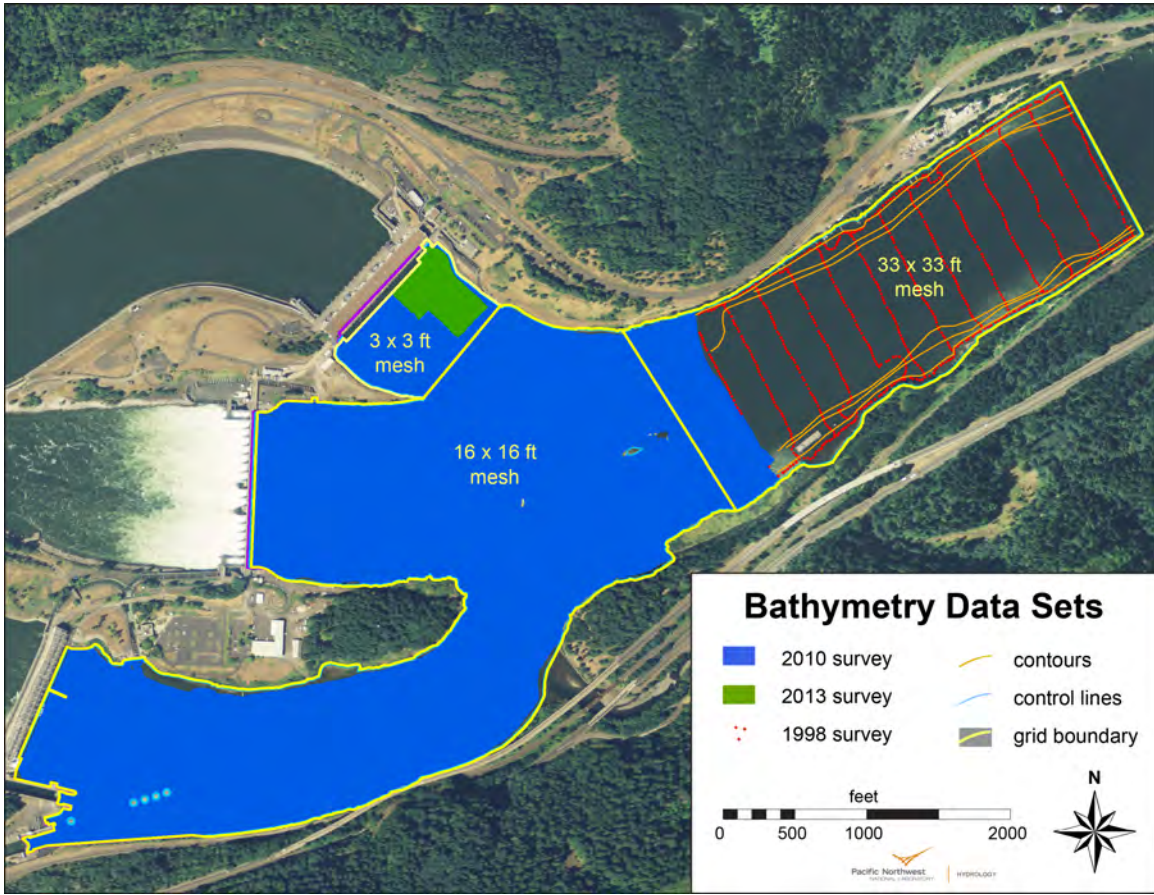 33 x 33 ft
mesh
3 x 3 ft
mesh
16 x 16 ft
mesh
Bathymetry Data Sets
2010 survey
contours
2013 survey
control lines
1998 survey
grid boundary
feet
0 500 1000 2000
N
Pacific Northwest
NATIONAL LABORATORY
HYDROLOGY